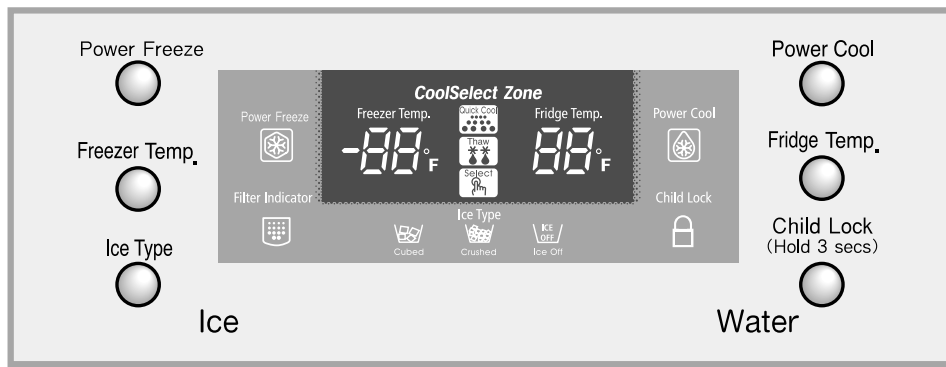 Power Freeze
Freezer Temp.
Ice Type
Ice
Power Freeze
Filter Indicator
CoolSelect Zone
Freezer Temp.
-88°F
Quick Cool
Thaw
Select
Fridge Temp.
88°F
Power Cool
Child Lock
Ice Type
Cubed
Crushed
ICE
OFF
Ice Off
Power Cool
Fridge Temp.
Child Lock
(Hold 3 secs)
Water